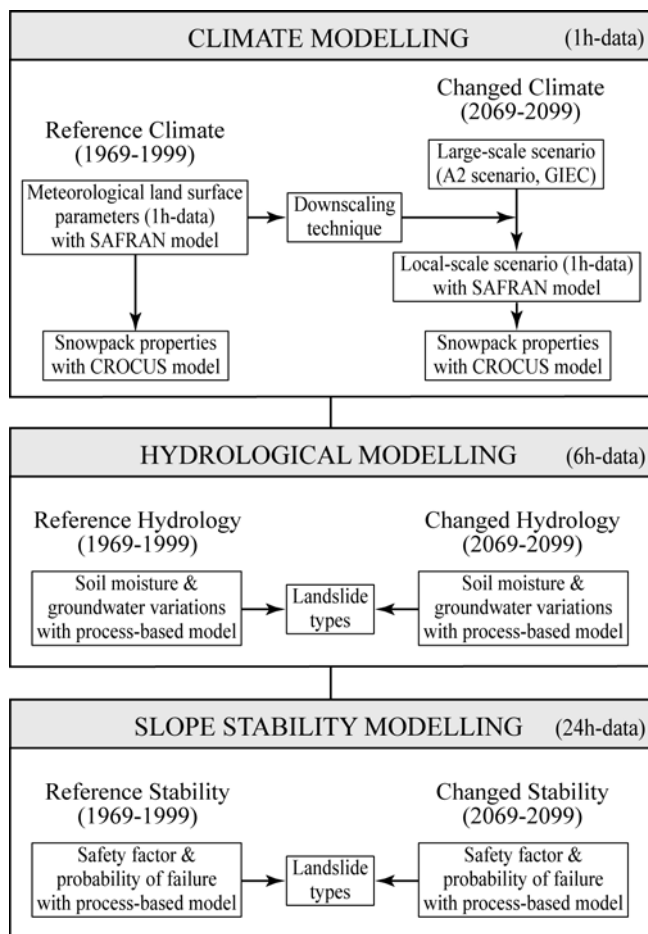 CLIMATE MODELLING (1h-data)
Reference Climate
(1969-1999)
Changed Climate
(2069-2099)
Meteorological land surface
parameters (1h-data)
with SAFRAN model
Downscaling
technique
Large-scale scenario
(A2 scenario, GIEC)
Local-scale scenario (1h-data)
with SAFRAN model
Snowpack properties
with CROCUS model
Snowpack properties
with CROCUS model
HYDROLOGICAL MODELLING (6h-data)
Reference Hydrology
(1969-1999)
Changed Hydrology
(2069-2099)
Soil moisture &
groundwater variations
with process-based model
Landslide
types
Soil moisture &
groundwater variations
with process-based model
SLOPE STABILITY MODELLING (24h-data)
Reference Stability
(1969-1999)
Changed Stability
(2069-2099)
Safety factor &
probability of failure
with process-based model
Landslide
types
Safety factor &
probability of failure
with process-based model